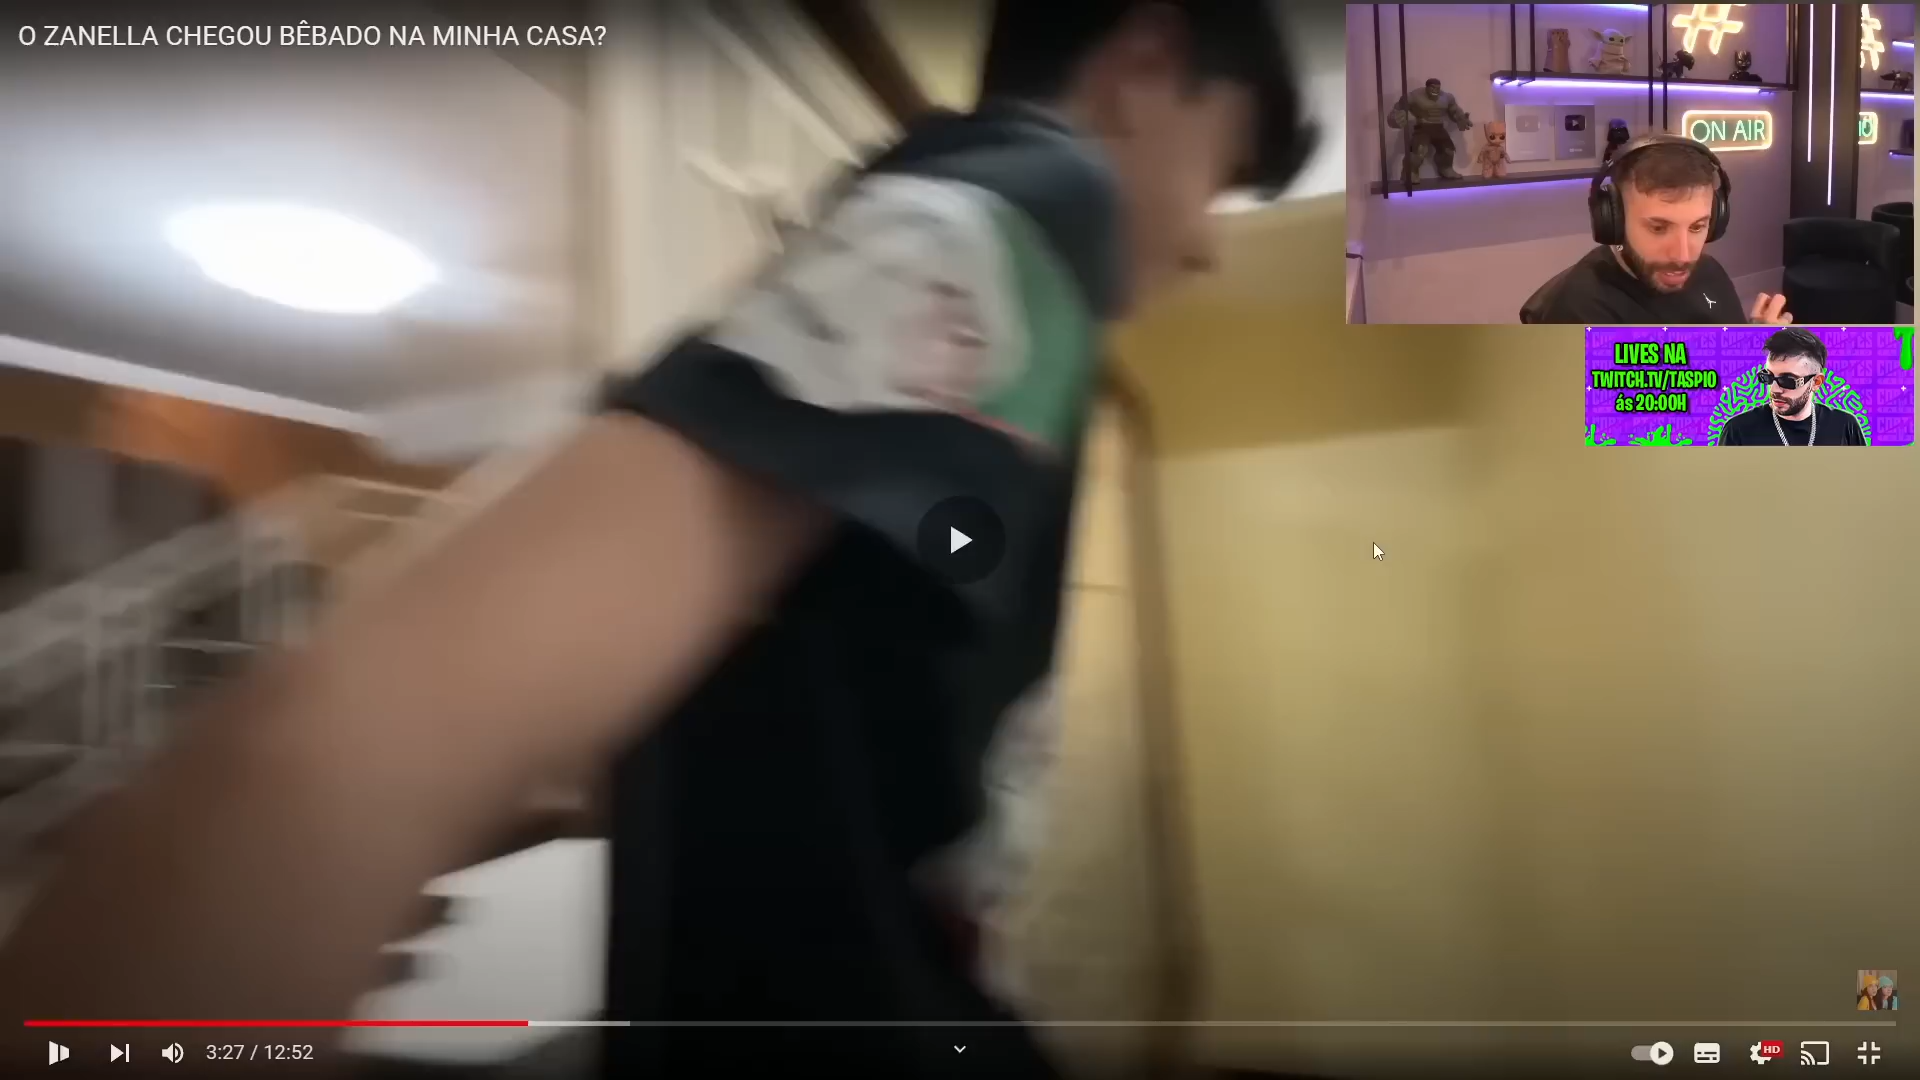 O ZANELLA CHEGOU BÊBADO NA MINHA CASA?
ON AIR
LIVES NA
TWITCH.TV/TASPIO
ás 20:00H
3:27 / 12:52
HD